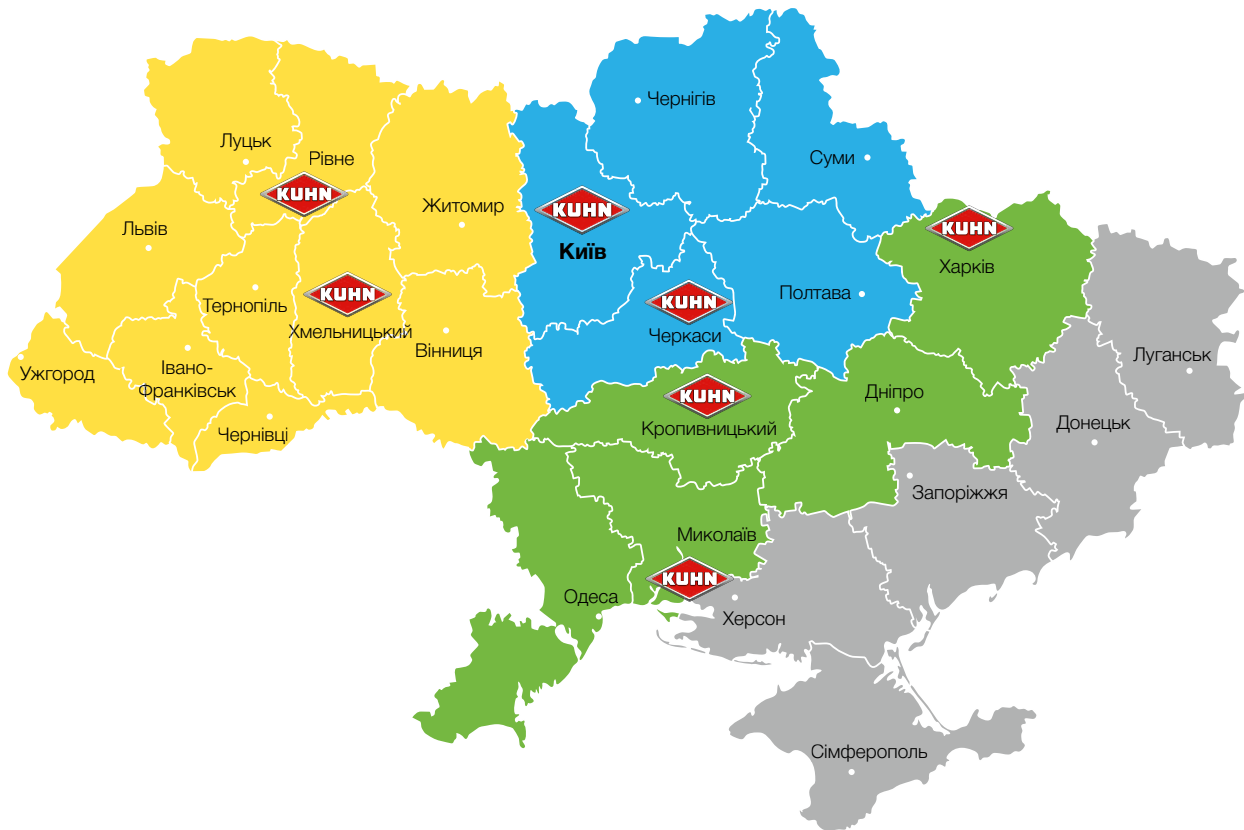 Чернігів
Луцьк
Рівне
Суми
KUHN
Житомир
KUHN
Львів
Київ
KUHN
Харків
Тернопіль
KUHN
Хмельницький
KUHN
Черкаси
Полтава
Вінниця
Ужгород
Івано-
Франківськ
Луганськ
KUHN
Кропивницький
Дніпро
Чернівці
Донецьк
Запоріжжя
Миколаїв
KUHN
Одеса
Херсон
Сімферополь